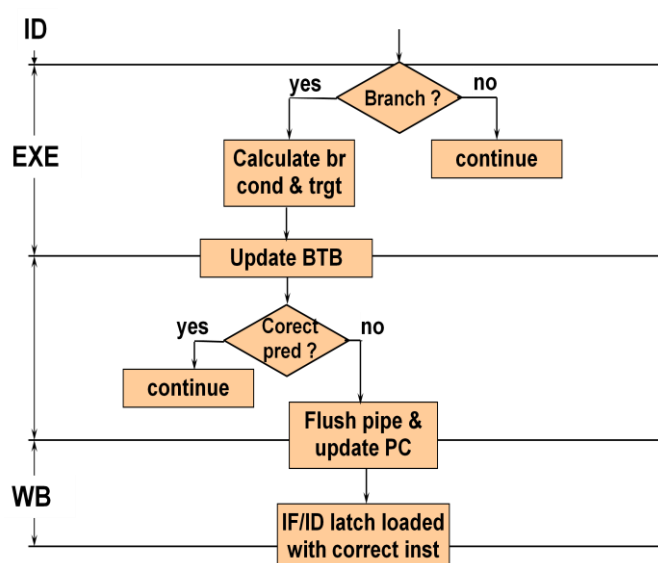 ID
yes
no
Branch ?
EXE
Calculate br
cond & trgt
continue
Update BTB
yes
no
Corect
pred ?
continue
Flush pipe &
update PC
WB
IF/ID latch loaded
with correct inst